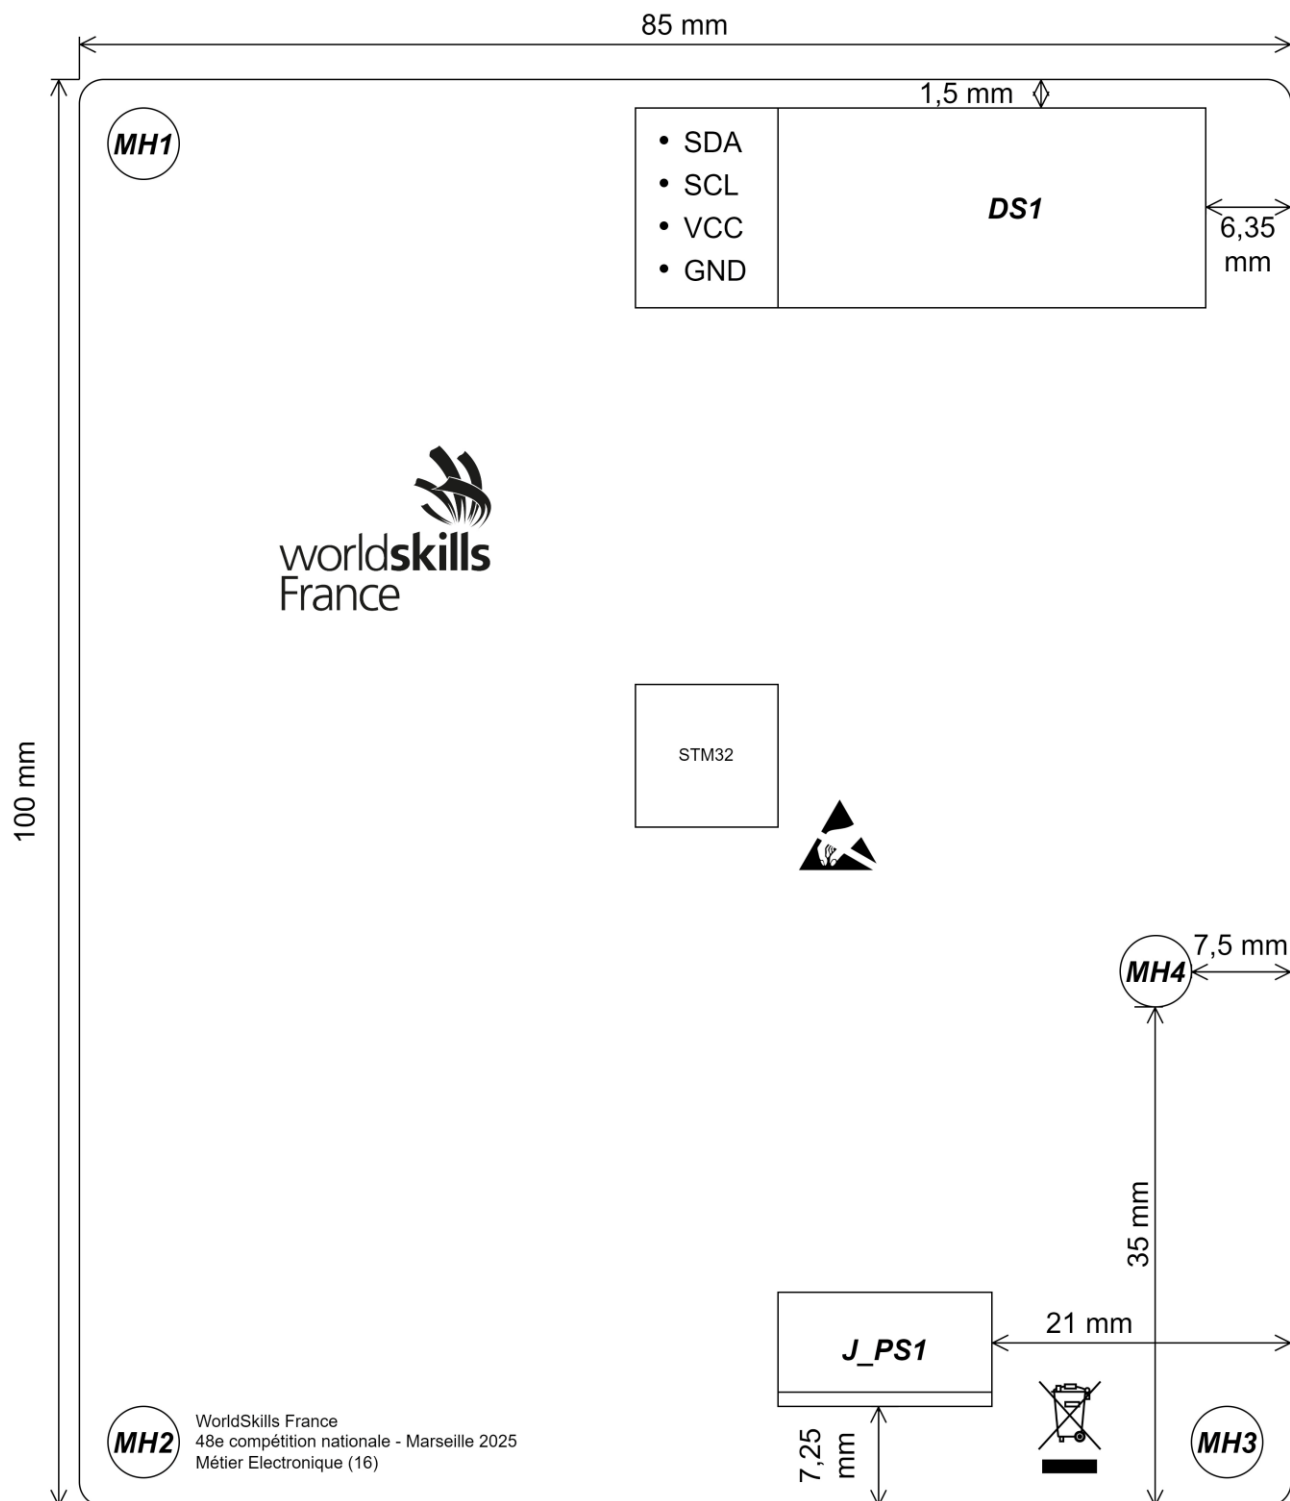 85 mm
1,5 mm
MH1
• SDA
• SCL
• VCC
• GND
DS1
6,35
mm
worldskills
France
STM32
100 mm
MH4
7,5 mm
35 mm
J_PS1
21 mm
7,25
mm
MH2
WorldSkills France
48e compétition nationale - Marseille 2025
Métier Electronique (16)
MH3